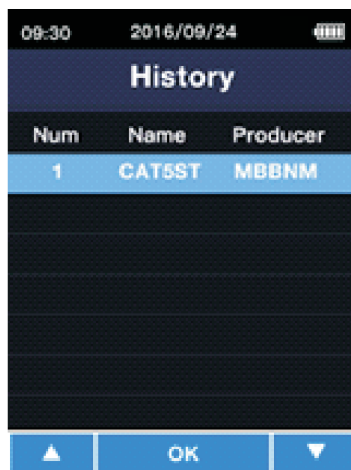 09:30 2016/09/24
History
Num Name Producer
1 CAT5ST MBBNM
▲ OK ▼